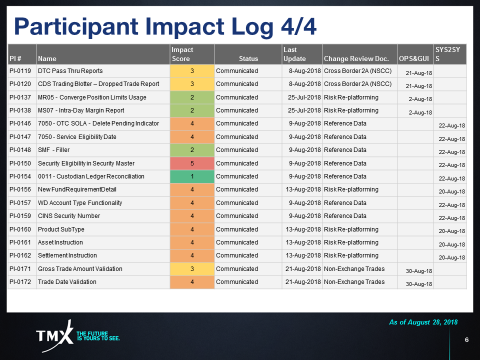 Participant Impact Log 4/4
PI # Name Impact Score Status Last Update Change Review Doc. OPS&GUI SYS2SYS
PI-0119 DTC Pass Thru Reports 3 Communicated 8-Aug-2018 Cross Border 2A (NSCC) 21-Aug-18
PI-0120 CDS Trading Blotter – Dropped Trade Report 3 Communicated 8-Aug-2018 Cross Border 2A (NSCC) 21-Aug-18
PI-0137 MR05 - Converge Position Limits Usage 2 Communicated 25-Jul-2018 Risk Re-platforming 2-Aug-18
PI-0138 MS07 - Intra-Day Margin Report 2 Communicated 25-Jul-2018 Risk Re-platforming 2-Aug-18
PI-0146 7050 - OTC SOLA - Delete Pending Indicator 4 Communicated 9-Aug-2018 Reference Data 22-Aug-18
PI-0147 7050 - Service Eligibility Date 4 Communicated 9-Aug-2018 Reference Data 22-Aug-18
PI-0148 SMF - Filler 2 Communicated 9-Aug-2018 Reference Data 22-Aug-18
PI-0150 Security Eligibility in Security Master 5 Communicated 9-Aug-2018 Reference Data 22-Aug-18
PI-0154 0011 - Custodian Ledger Reconciliation 1 Communicated 9-Aug-2018 Reference Data 22-Aug-18
PI-0156 New FundRequirementDetail 4 Communicated 13-Aug-2018 Risk Re-platforming 20-Aug-18
PI-0157 WD Account Type Functionality 4 Communicated 9-Aug-2018 Reference Data 22-Aug-18
PI-0159 CINS Security Number 4 Communicated 9-Aug-2018 Reference Data 22-Aug-18
PI-0160 Product SubType 4 Communicated 13-Aug-2018 Risk Re-platforming 20-Aug-18
PI-0161 Asset Instruction 4 Communicated 13-Aug-2018 Risk Re-platforming 20-Aug-18
PI-0162 Settlement Instruction 4 Communicated 13-Aug-2018 Risk Re-platforming 20-Aug-18
PI-0171 Gross Trade Amount Validation 3 Communicated 21-Aug-2018 Non-Exchange Trades 30-Aug-18
PI-0172 Trade Date Validation 4 Communicated 21-Aug-2018 Non-Exchange Trades 30-Aug-18
As of August 28, 2018
TMX THE FUTURE
IS YOURS TO SEE.
6